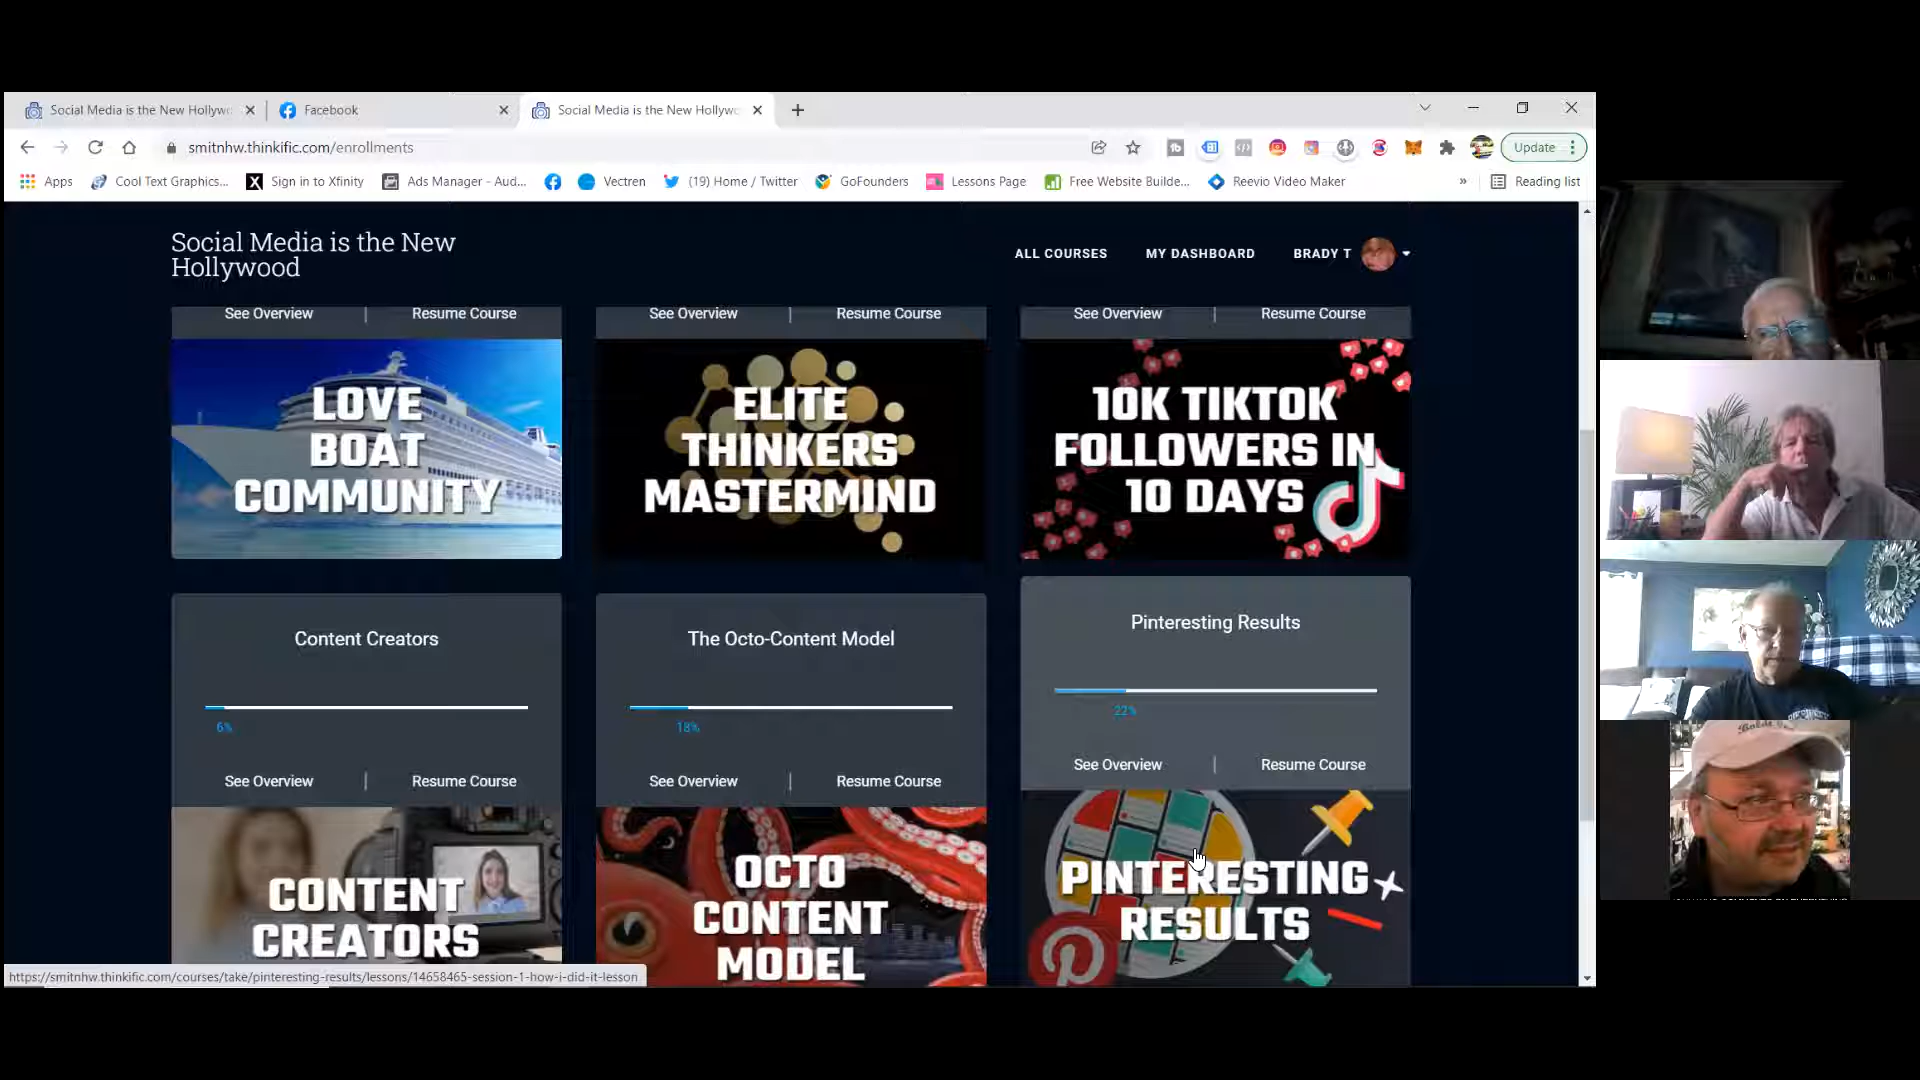 Social Media is the New Hollywo
Facebook
Social Media is the New Hollywo
smitnhw.thinkific.com/enrollments
Update
Apps
Cool Text Graphics...
Sign in to Xfinity
Ads Manager - Aud...
Vectren
(19) Home / Twitter
GoFounders
Lessons Page
Free Website Builde...
Reevio Video Maker
»
Reading list
Social Media is the New
Hollywood
ALL COURSES
MY DASHBOARD
BRADY T
See Overview | Resume Course
See Overview | Resume Course
See Overview | Resume Course
LOVE
BOAT
COMMUNITY
ELITE
THINKERS
MASTERMIND
10K TIKTOK
FOLLOWERS IN
10 DAYS
Content Creators
6%
See Overview | Resume Course
The Octo-Content Model
18%
See Overview | Resume Course
Pinteresting Results
22%
See Overview | Resume Course
CONTENT
CREATORS
OCTO
CONTENT
MODEL
PINTERESTING
RESULTS
https://smitnhw.thinkific.com/courses/take/pinteresting-results/lessons/14658465-session-1-how-i-did-it-lesson